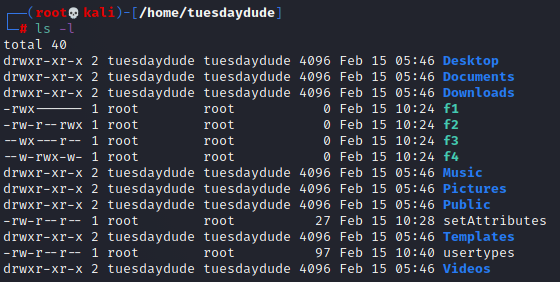 ┌──(root💀kali)-[/home/tuesdaydude]
└─# ls -l
total 40
drwxr-xr-x 2 tuesdaydude tuesdaydude 4096 Feb 15 05:46 Desktop
drwxr-xr-x 2 tuesdaydude tuesdaydude 4096 Feb 15 05:46 Documents
drwxr-xr-x 2 tuesdaydude tuesdaydude 4096 Feb 15 05:46 Downloads
-rwx------ 1 root        root           0 Feb 15 10:24 f1
-rw-r--rwx 1 root        root           0 Feb 15 10:24 f2
--wx---r-- 1 root        root           0 Feb 15 10:24 f3
--w-rwx-w- 1 root        root           0 Feb 15 10:24 f4
drwxr-xr-x 2 tuesdaydude tuesdaydude 4096 Feb 15 05:46 Music
drwxr-xr-x 2 tuesdaydude tuesdaydude 4096 Feb 15 05:46 Pictures
drwxr-xr-x 2 tuesdaydude tuesdaydude 4096 Feb 15 05:46 Public
-rw-r--r-- 1 root        root          27 Feb 15 10:28 setAttributes
drwxr-xr-x 2 tuesdaydude tuesdaydude 4096 Feb 15 05:46 Templates
-rw-r--r-- 1 root        root          97 Feb 15 10:40 usertypes
drwxr-xr-x 2 tuesdaydude tuesdaydude 4096 Feb 15 05:46 Videos